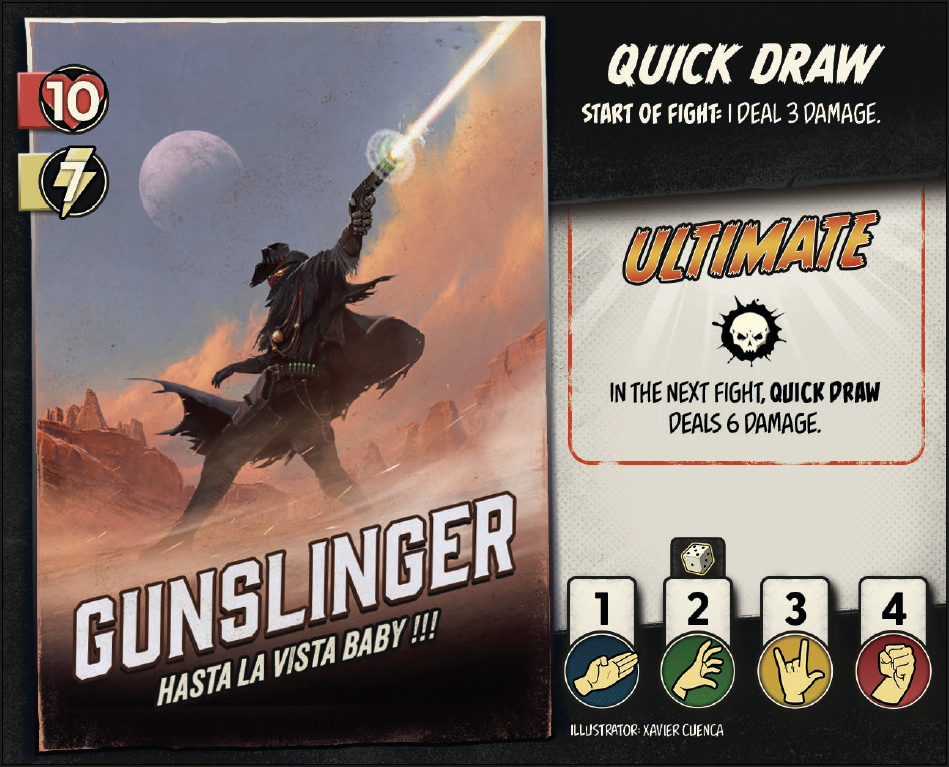 10
7
QUICK DRAW
START OF FIGHT: I DEAL 3 DAMAGE.
ULTIMATE
IN THE NEXT FIGHT, QUICK DRAW
DEALS 6 DAMAGE.
GUNSLINGER
HASTA LA VISTA BABY !!!
1 2 3 4
ILLUSTRATOR: XAVIER CUENCA